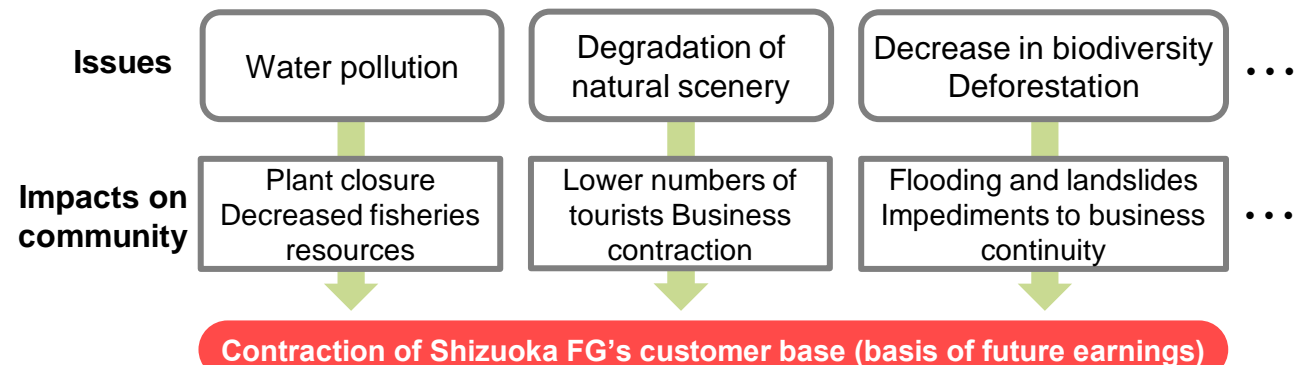 Issues
Water pollution
Degradation of
natural scenery
Decrease in biodiversity
Deforestation
...
Impacts on
community
Plant closure
Decreased fisheries
resources
Lower numbers of
tourists Business
contraction
Flooding and landslides
Impediments to business
continuity
...
Contraction of Shizuoka FG's customer base (basis of future earnings)